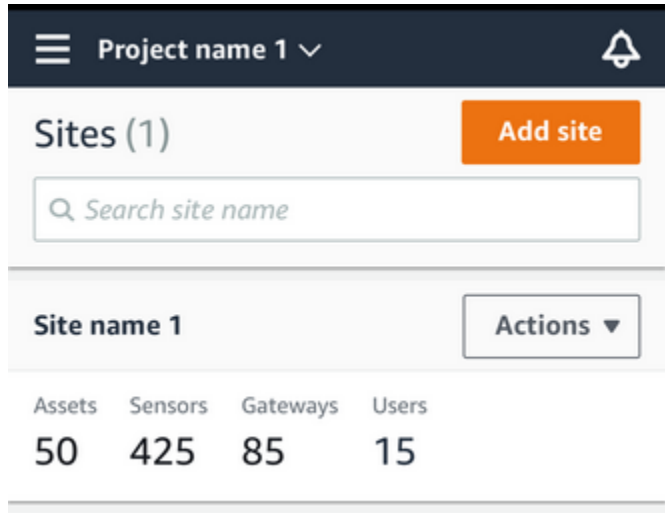 Project name 1
Sites (1)
Add site
Search site name
Site name 1
Actions
Assets Sensors Gateways Users
50 425 85 15